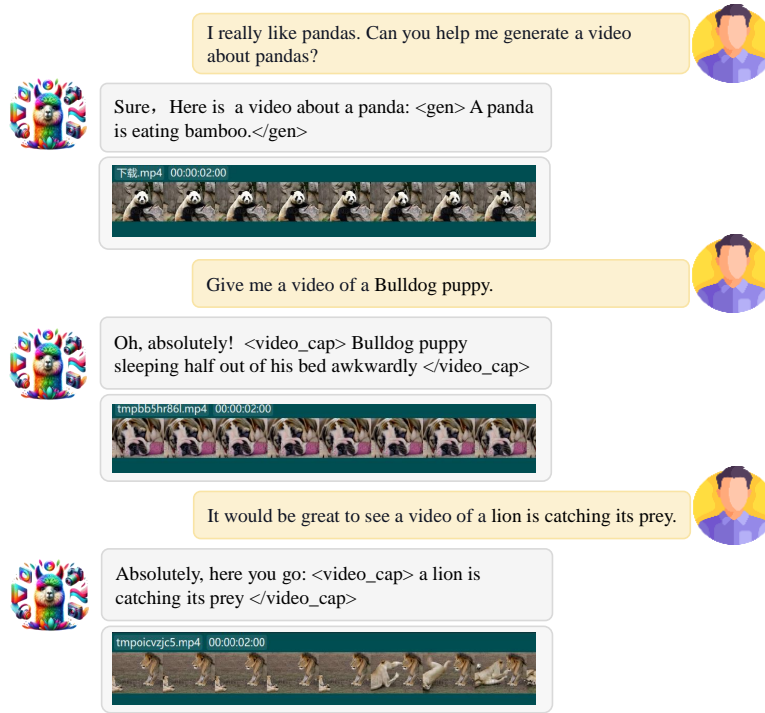 I really like pandas. Can you help me generate a video
about pandas?
Sure，Here is a video about a panda: <gen> A panda
is eating bamboo.</gen>
下载.mp4 00:00:02:00
Give me a video of a Bulldog puppy.
Oh, absolutely! <video_cap> Bulldog puppy
sleeping half out of his bed awkwardly </video_cap>
tmpbb5hr86l.mp4 00:00:02:00
It would be great to see a video of a lion is catching its prey.
Absolutely, here you go: <video_cap> a lion is
catching its prey </video_cap>
tmpoicvzjc5.mp4 00:00:02:00